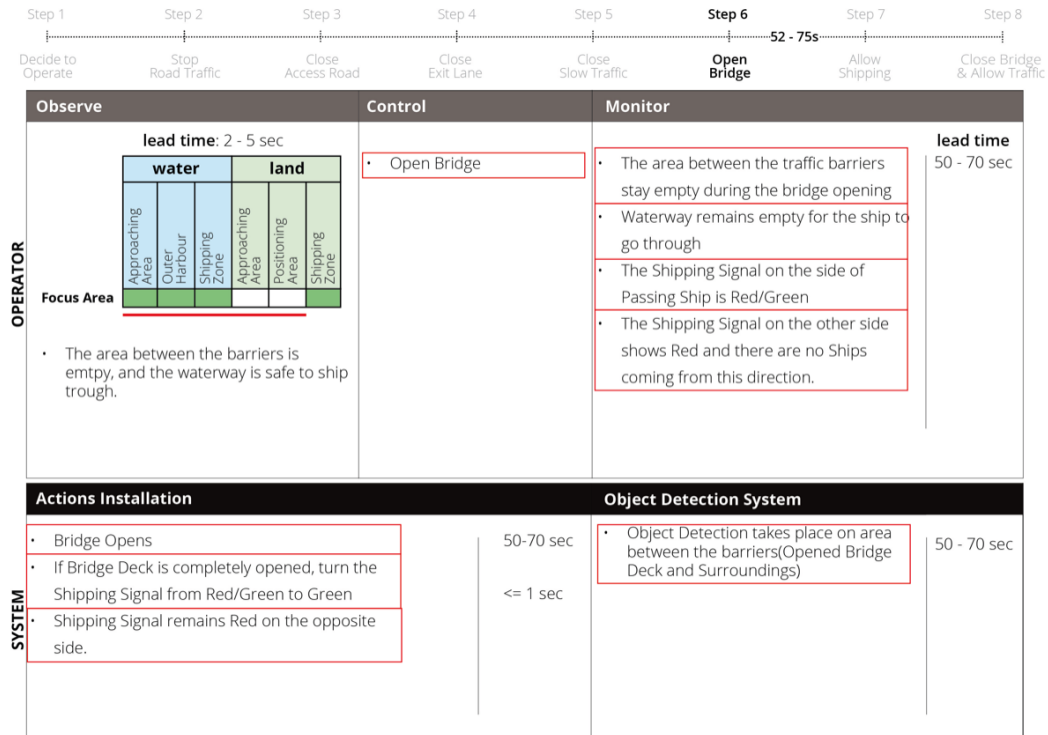 Step 1
Step 2
Step 3
Step 4
Step 5
Step 6
Step 7
Step 8
52 - 75s
Decide to
Operate
Stop
Road Traffic
Close
Access Road
Close
Exit Lane
Close
Slow Traffic
Open
Bridge
Allow
Shipping
Close Bridge
& Allow Traffic
OPERATOR
Observe
lead time: 2 - 5 sec
water
land
Approaching
Area
Outer
Harbour
Shipping
Zone
Approaching
Area
Positioning
Area
Shipping
Zone
Focus Area
• The area between the barriers is
emtpy, and the waterway is safe to ship
trough.
Control
• Open Bridge
Monitor
lead time
50 - 70 sec
• The area between the traffic barriers
stay empty during the bridge opening
• Waterway remains empty for the ship to
go through
• The Shipping Signal on the side of
Passing Ship is Red/Green
• The Shipping Signal on the other side
shows Red and there are no Ships
coming from this direction.
SYSTEM
Actions Installation
• Bridge Opens
50-70 sec
• If Bridge Deck is completely opened, turn the
Shipping Signal from Red/Green to Green
<= 1 sec
• Shipping Signal remains Red on the opposite
side.
Object Detection System
• Object Detection takes place on area
between the barriers(Opened Bridge
Deck and Surroundings)
50 - 70 sec